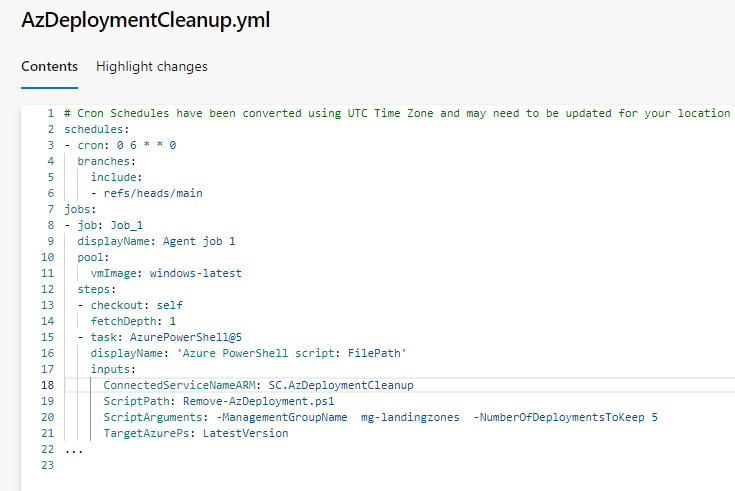 AzDeploymentCleanup.yml
Contents Highlight changes
1 # Cron Schedules have been converted using UTC Time Zone and may need to be updated for your location
2 schedules:
3 - cron: 0 6 * * 0
4   branches:
5     include:
6     - refs/heads/main
7 jobs:
8 - job: Job_1
9   displayName: Agent job 1
10   pool:
11     vmImage: windows-latest
12   steps:
13   - checkout: self
14     fetchDepth: 1
15   - task: AzurePowerShell@5
16     displayName: 'Azure PowerShell script: FilePath'
17     inputs:
18       ConnectedServiceNameARM: SC.AzDeploymentCleanup
19       ScriptPath: Remove-AzDeployment.ps1
20       ScriptArguments: -ManagementGroupName  mg-landingzones  -NumberOfDeploymentsToKeep 5
21       TargetAzurePs: LatestVersion
22 ...
23